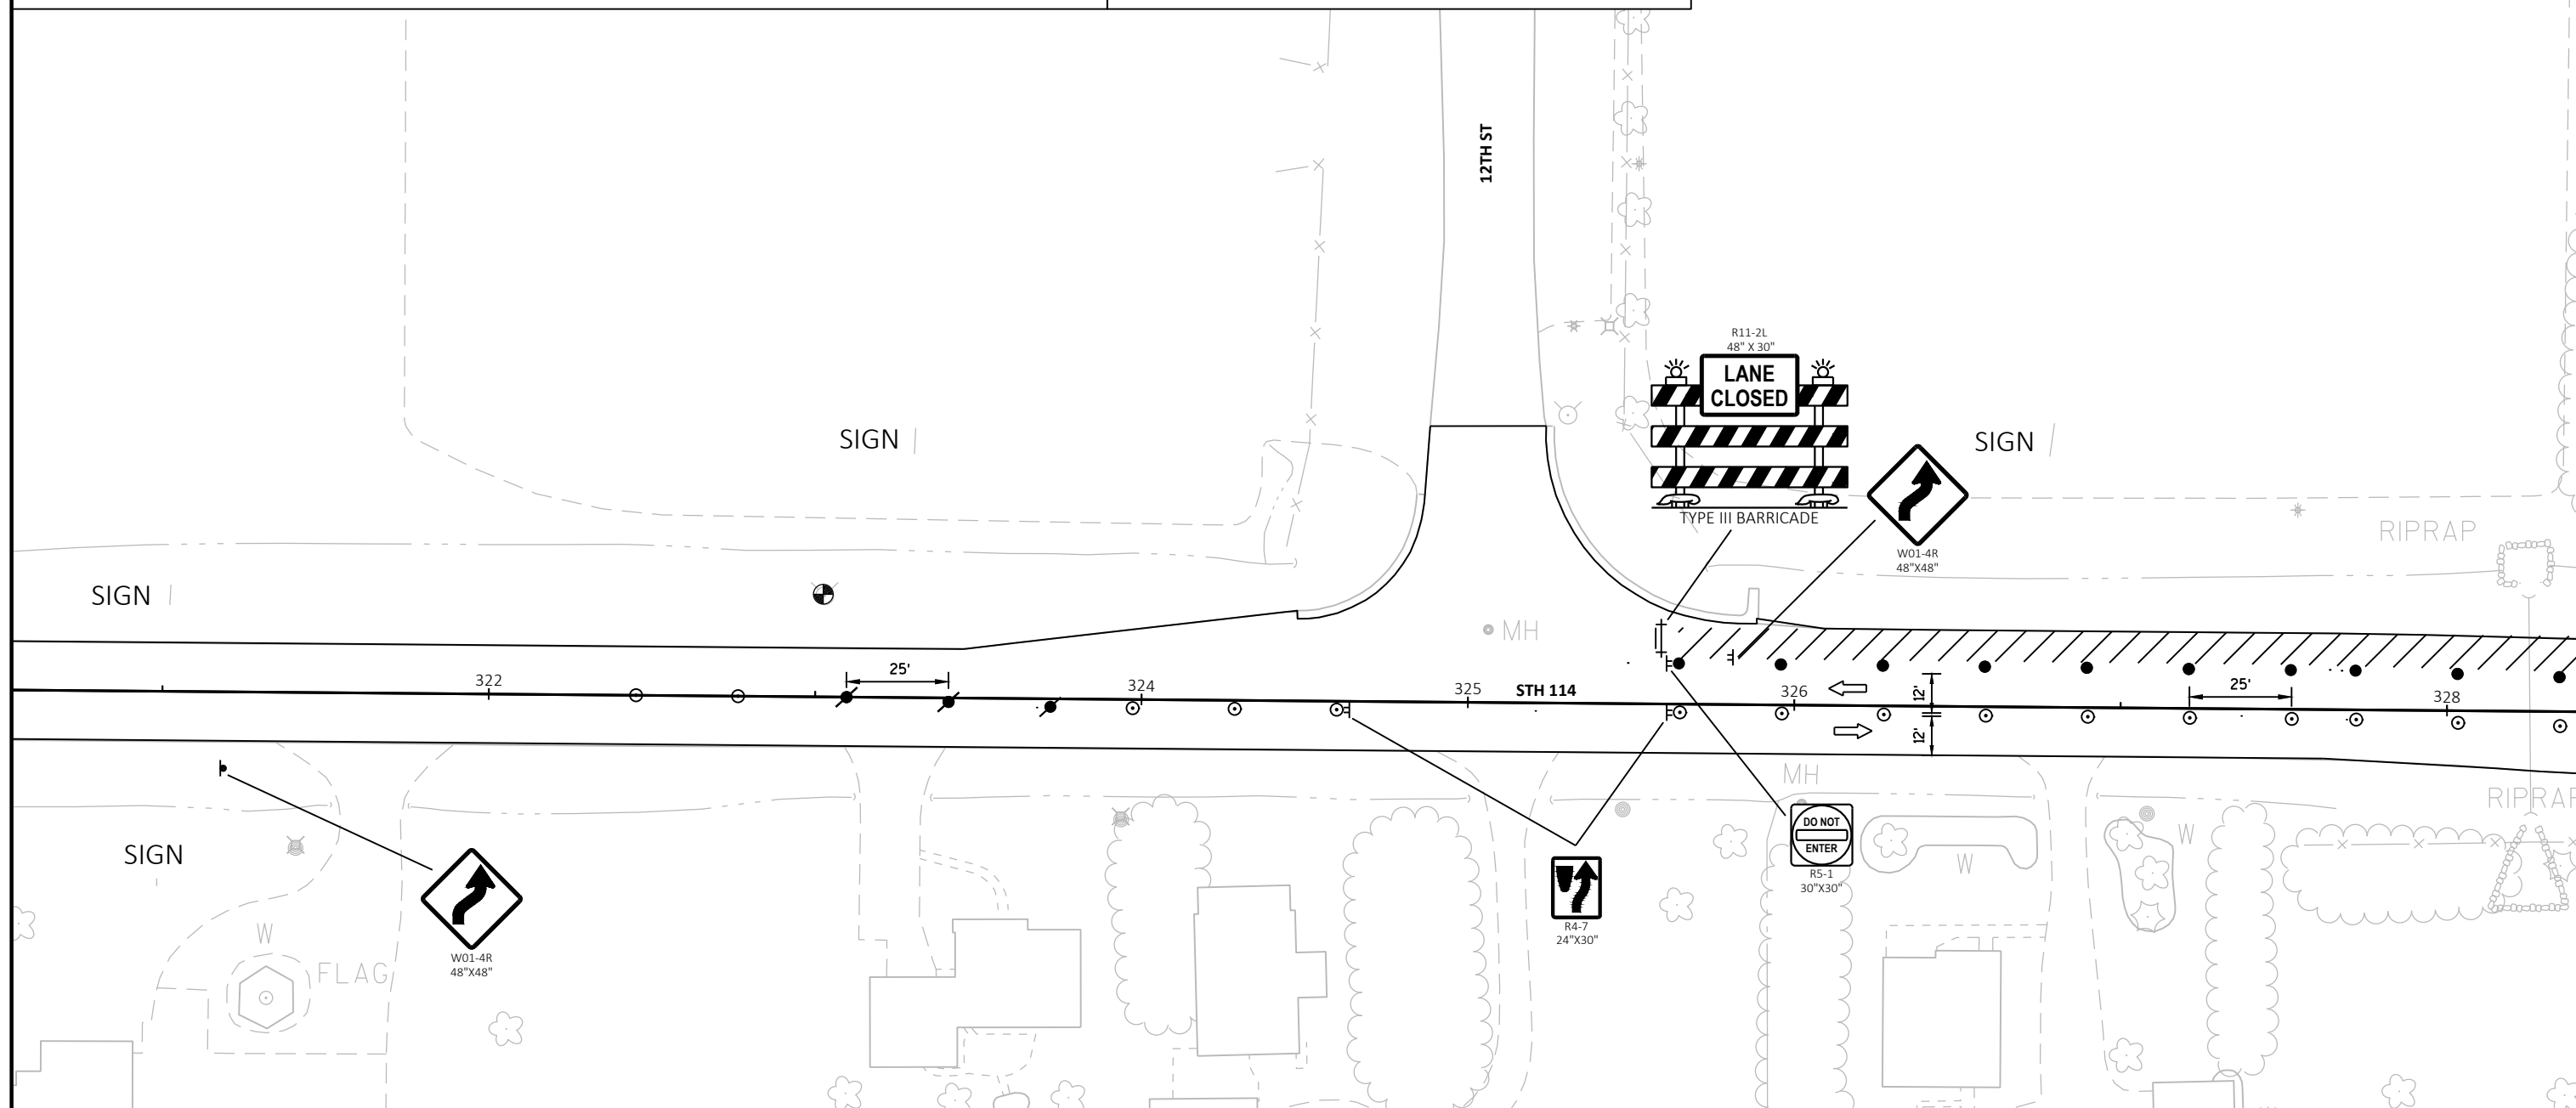 12TH ST
R11-2L
48" X 30"
LANE
CLOSED
TYPE III BARRICADE
SIGN
SIGN
W01-4R
48"X48"
RIPRAP
SIGN
MH
322
25'
324
325
STH 114
326
12'
12'
25'
328
MH
RIPRAP
SIGN
W
FLAG
W01-4R
48"X48"
R4-7
24"X30"
DO NOT
ENTER
R5-1
30"X30"
W
W